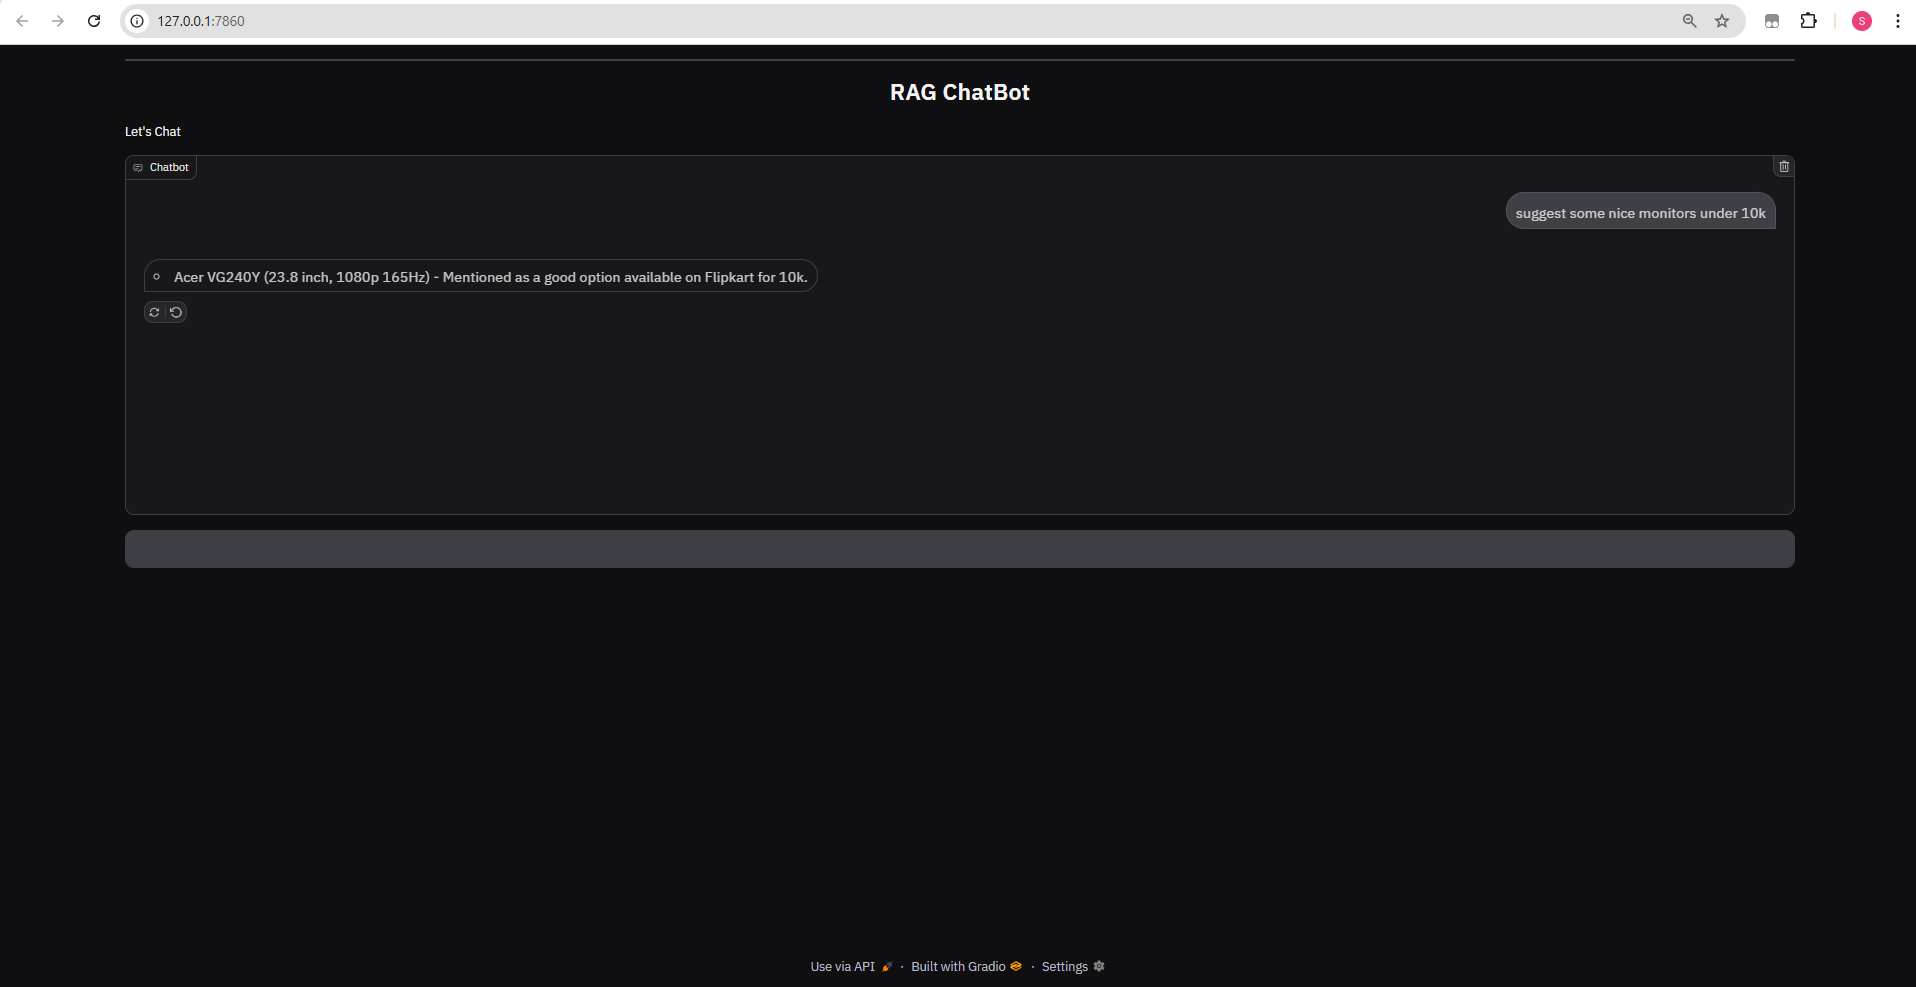 127.0.0.1:7860
S
RAG ChatBot
Let's Chat
Chatbot
suggest some nice monitors under 10k
Acer VG240Y (23.8 inch, 1080p 165Hz) - Mentioned as a good option available on Flipkart for 10k.
Use via API · Built with Gradio · Settings